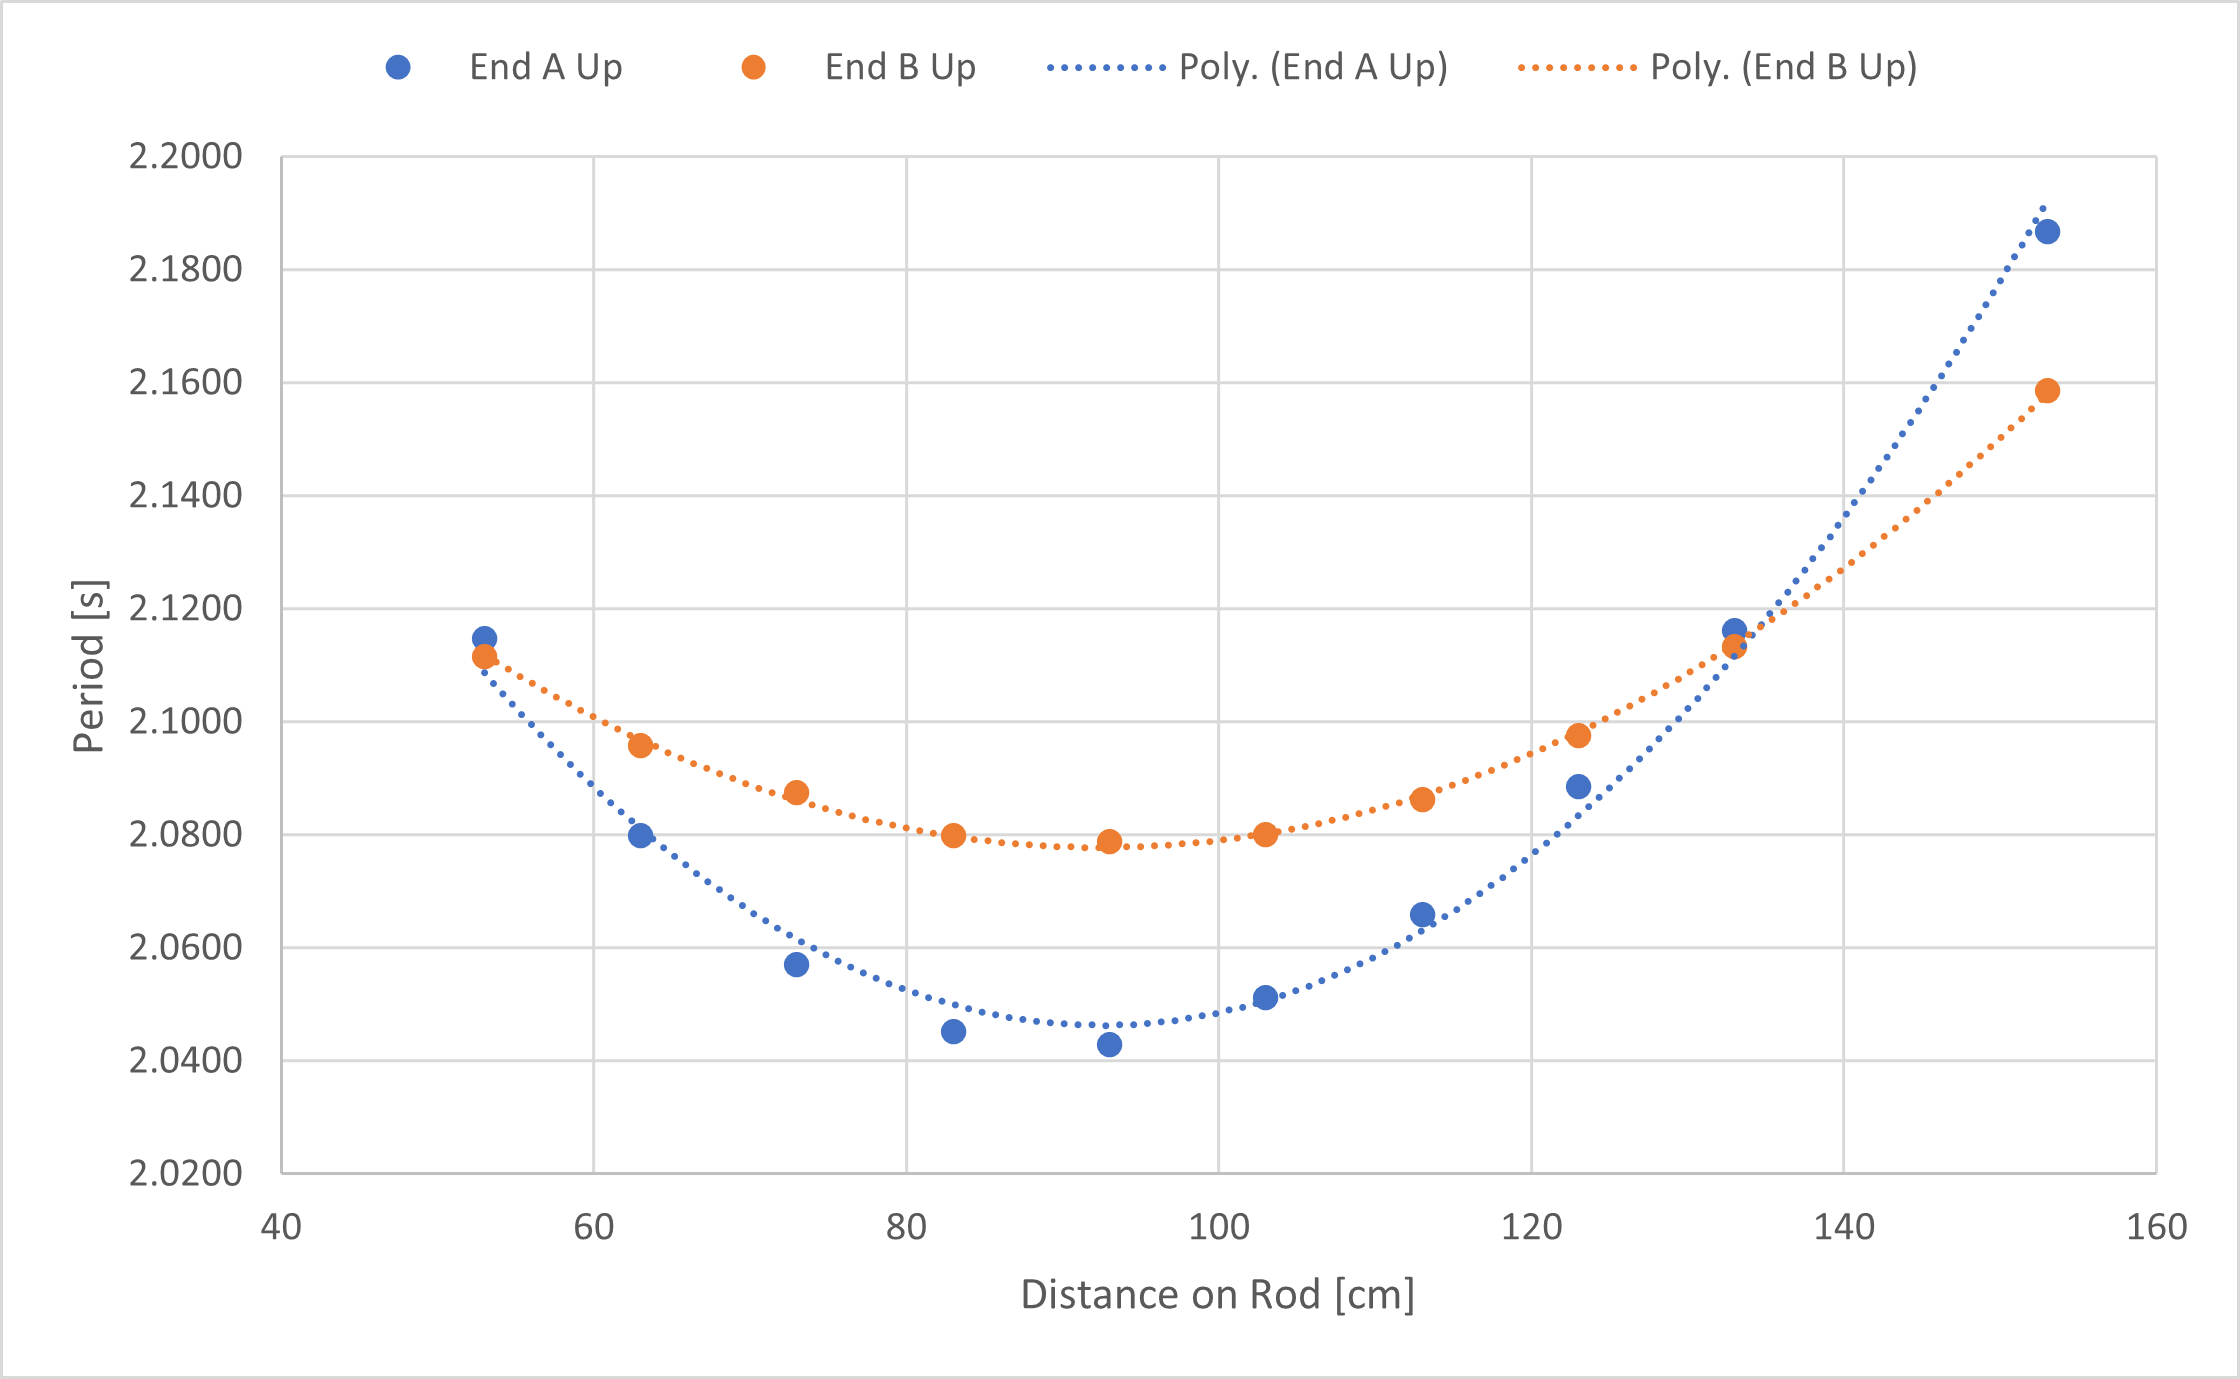 End A Up End B Up Poly. (End A Up) Poly. (End B Up)
2.2000
2.1800
2.1600
2.1400
2.1200
2.1000
2.0800
2.0600
2.0400
2.0200
Period [s]
40 60 80 100 120 140 160
Distance on Rod [cm]